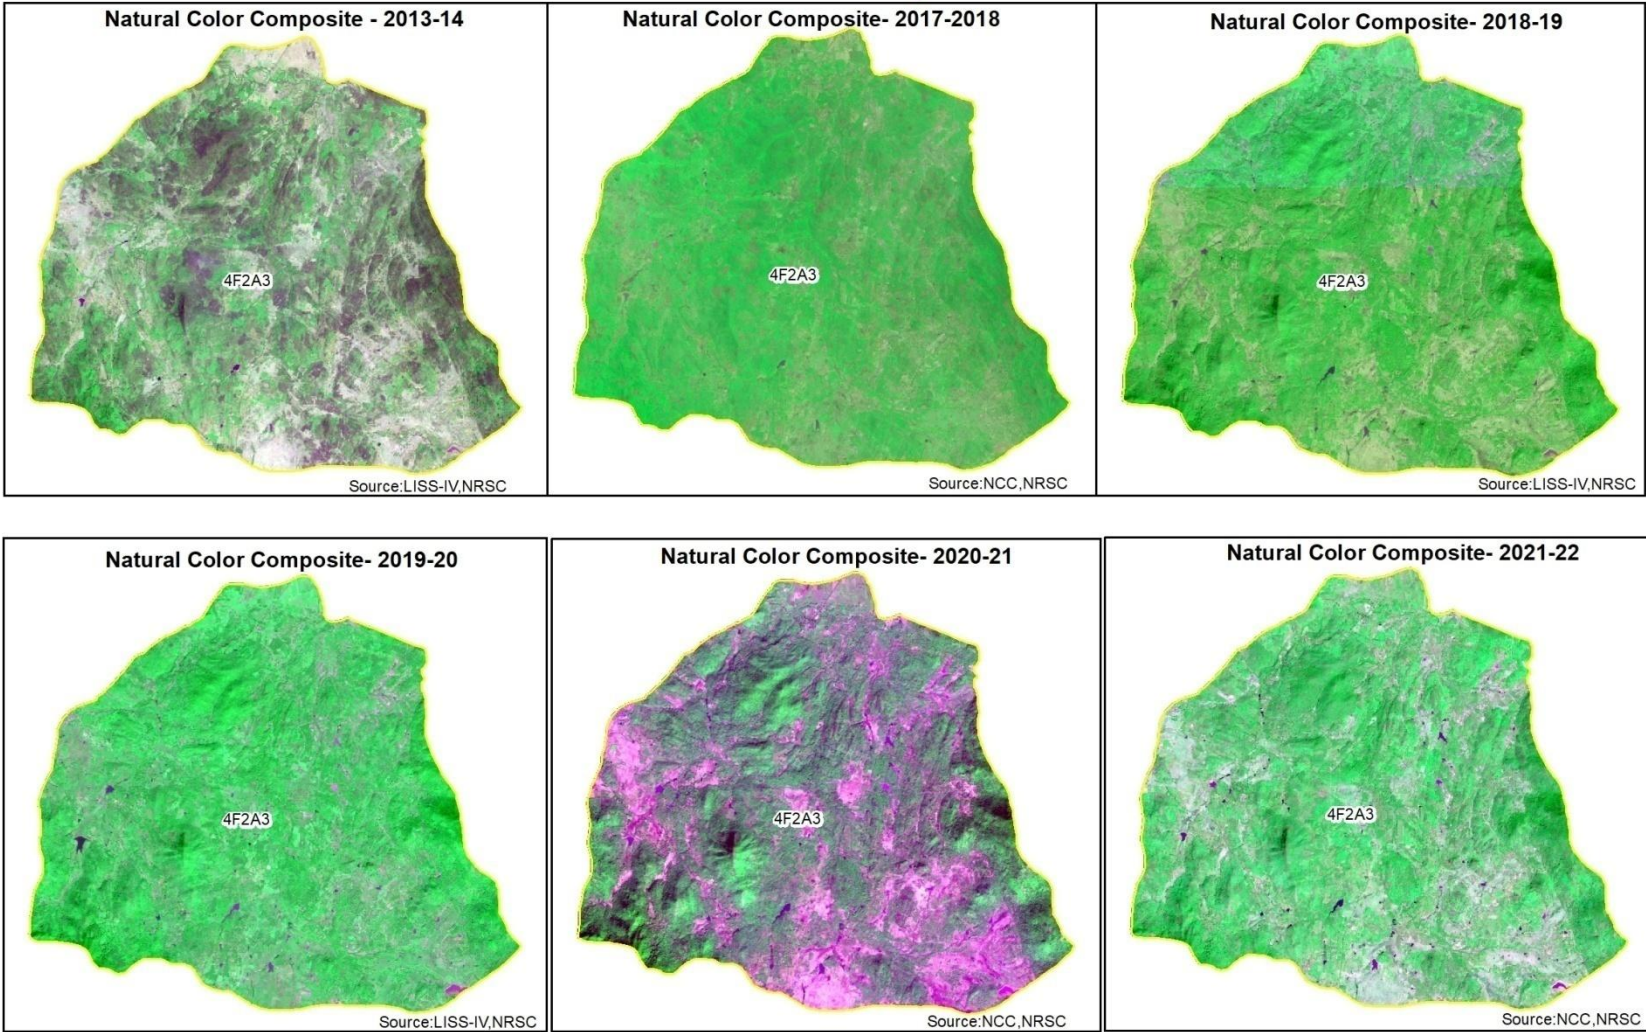 Natural Color Composite - 2013-14
Natural Color Composite- 2017-2018
Natural Color Composite- 2018-19
4F2A3
4F2A3
4F2A3
Source:LISS-IV,NRSC
Source:NCC,NRSC
Source:LISS-IV,NRSC
Natural Color Composite- 2019-20
Natural Color Composite- 2020-21
Natural Color Composite- 2021-22
4F2A3
4F2A3
4F2A3
Source:LISS-IV,NRSC
Source:NCC,NRSC
Source:NCC,NRSC